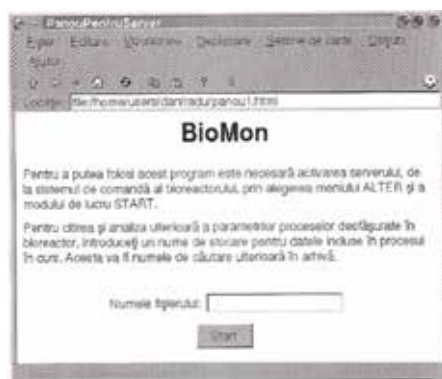 PanouPentruServer
Fişier Editare Vizualizare Deplasare Semne de carte Opţiuni
Ajutor
Locaţie: file:/home/users/dani/radu/panou1.html
BioMon
Pentru a putea folosi acest program este necesară activarea serverului, de
la sistemul de comandă al bioreactorului, prin alegerea meniului ALTER şi a
modului de lucru START.
Pentru citirea şi analiza ulterioară a parametrilor proceselor desfăşurate în
bioreactor, introduceţi un nume de stocare pentru datele incluse în procesul
în curs. Acesta va fi numele de căutare ulterioară în arhivă.
Numele fişierului:
Start